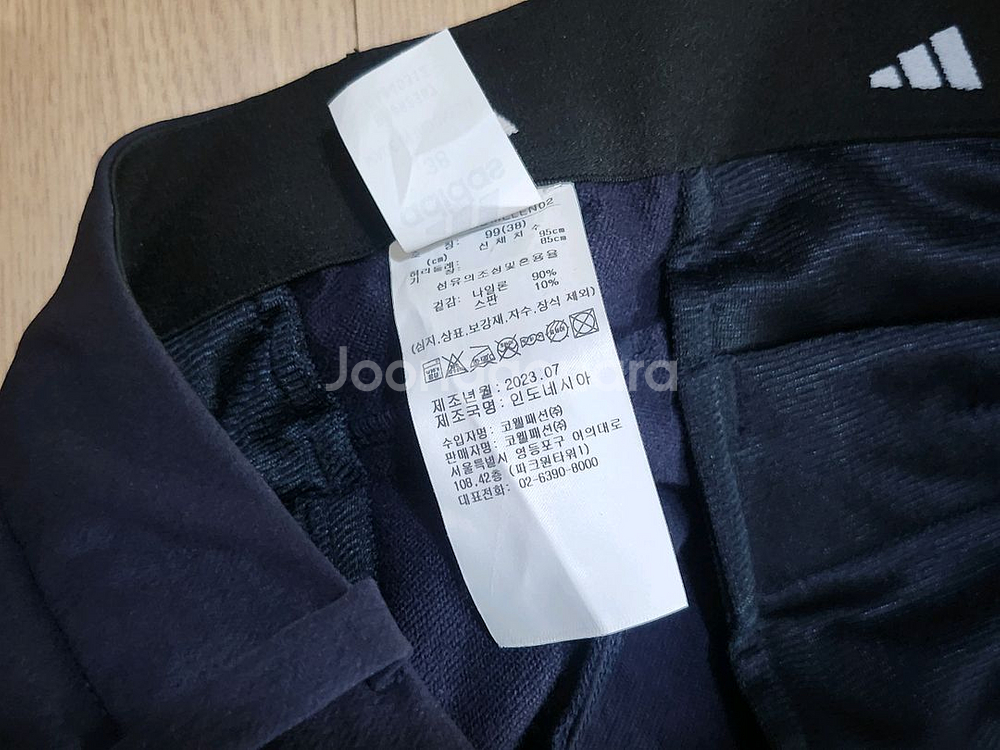 99(38)
신 체 치 수
(cm)
허리둘레: 95cm
85cm
섬유의조성및혼용율
겉감: 나일론 90%
스판 10%
(심지,상표,보강재,자수,장식 제외)
제조년월: 2023.07
제조국명: 인도네시아
수입자명: 코웰패션(주)
판매자명: 코웰패션(주)
서울특별시 영등포구 여의대로
108,42층 (파크원타워1)
대표전화: 02-6390-8000
Joongonara